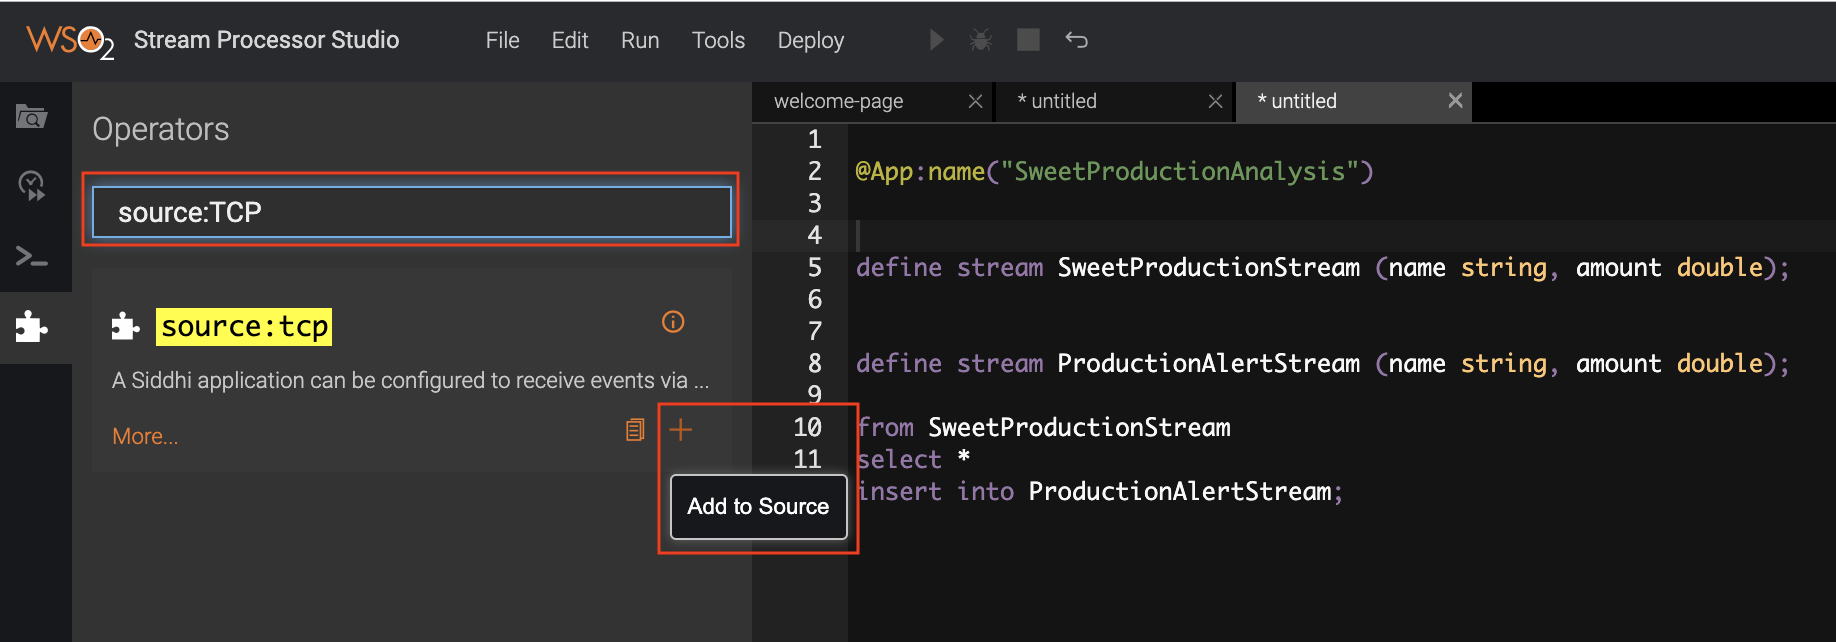 WSO2 Stream Processor Studio File Edit Run Tools Deploy
Operators
source:TCP
source:tcp
A Siddhi application can be configured to receive events via ...
More...
Add to Source
welcome-page * untitled * untitled
1
2 @App:name("SweetProductionAnalysis")
3
4
5 define stream SweetProductionStream (name string, amount double);
6
7
8 define stream ProductionAlertStream (name string, amount double);
9
10 from SweetProductionStream
11 select *
insert into ProductionAlertStream;